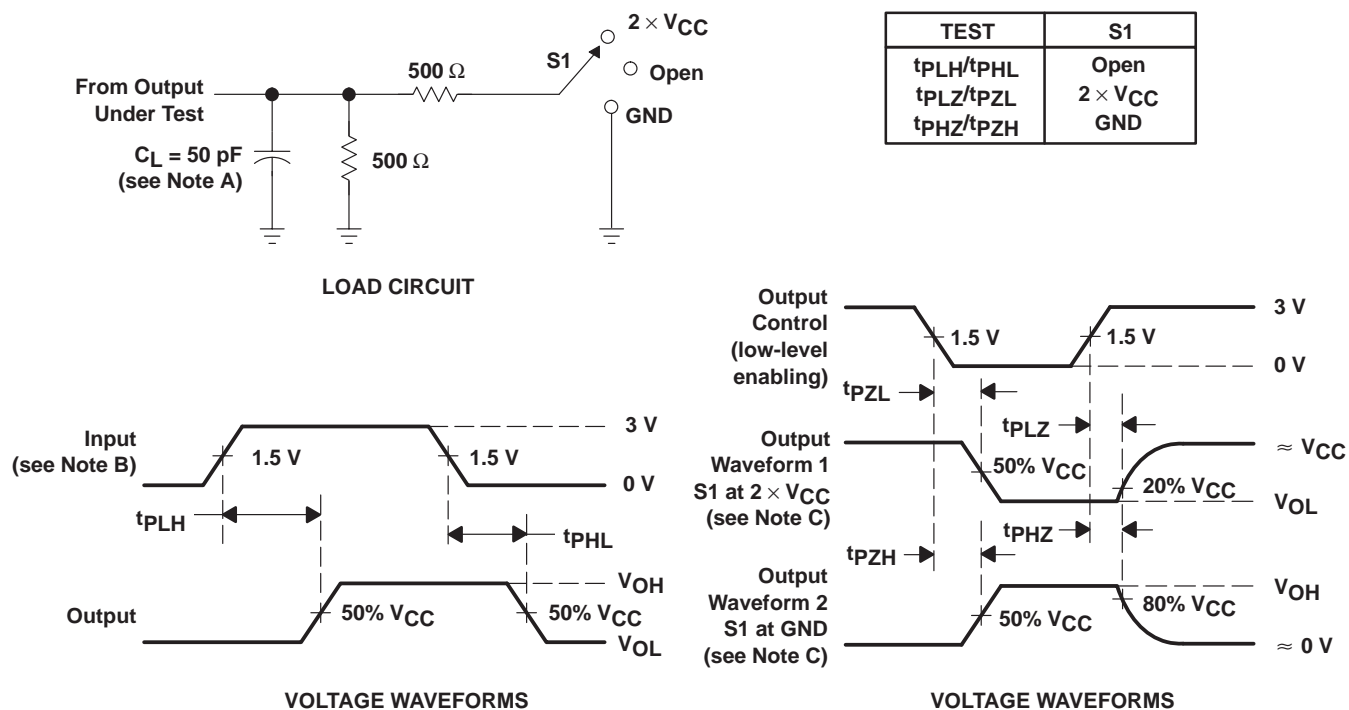 2 × VCC
S1
500 Ω
Open
From Output
Under Test
GND
CL = 50 pF
(see Note A)
500 Ω
LOAD CIRCUIT
TEST S1
tPLH/tPHL Open
tPLZ/tPZL 2 × VCC
tPHZ/tPZH GND
Input
(see Note B)
1.5 V
1.5 V
3 V
0 V
tPLH
tPHL
Output
50% VCC
50% VCC
VOH
VOL
VOLTAGE WAVEFORMS
Output
Control
(low-level
enabling)
1.5 V
1.5 V
3 V
0 V
tPZL
tPLZ
Output
Waveform 1
S1 at 2 × VCC
(see Note C)
50% VCC
20% VCC
≈ VCC
VOL
tPHZ
tPZH
Output
Waveform 2
S1 at GND
(see Note C)
50% VCC
80% VCC
VOH
≈ 0 V
VOLTAGE WAVEFORMS